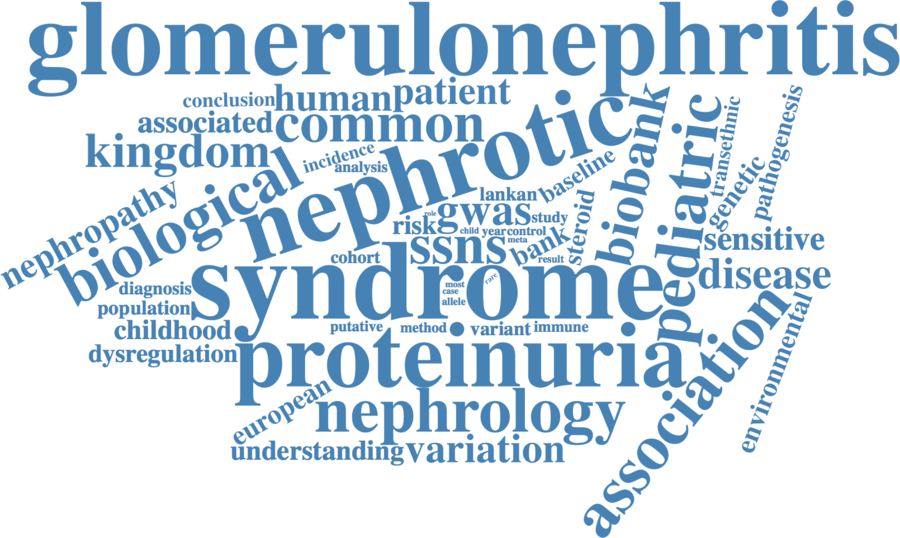 glomerulonephritis
conclusion
human
patient
associated
common
kingdom
incidence
analysis
nephrotic
biobank
pediatric
transethnic
pathogenesis
genetic
biological
nephropathy
lankan
baseline
role
gwas
study
risk
child
year
control
steroid
ssns
meta
bank
sensitive
cohort
result
syndrome
disease
rare
most
case
allele
diagnosis
population
childhood
putative
method
variant
immune
dysregulation
proteinuria
association
environmental
european
nephrology
understanding
variation